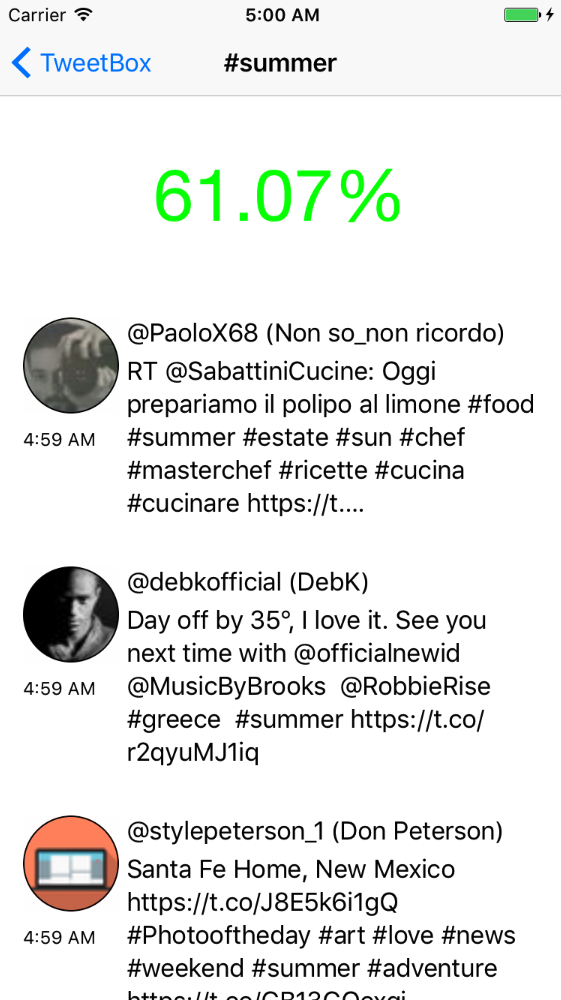 Carrier 5:00 AM
TweetBox #summer
61.07%
@PaoloX68 (Non so_non ricordo)
RT @SabattiniCucine: Oggi
prepariamo il polipo al limone #food
4:59 AM #summer #estate #sun #chef
#masterchef #ricette #cucina
#cucinare https://t....
@debkofficial (DebK)
Day off by 35°, I love it. See you
next time with @officialnewid
4:59 AM @MusicByBrooks @RobbieRise
#greece #summer https://t.co/
r2qyuMJ1iq
@stylepeterson_1 (Don Peterson)
Santa Fe Home, New Mexico
https://t.co/J8E5k6i1gQ
4:59 AM #Photooftheday #art #love #news
#weekend #summer #adventure